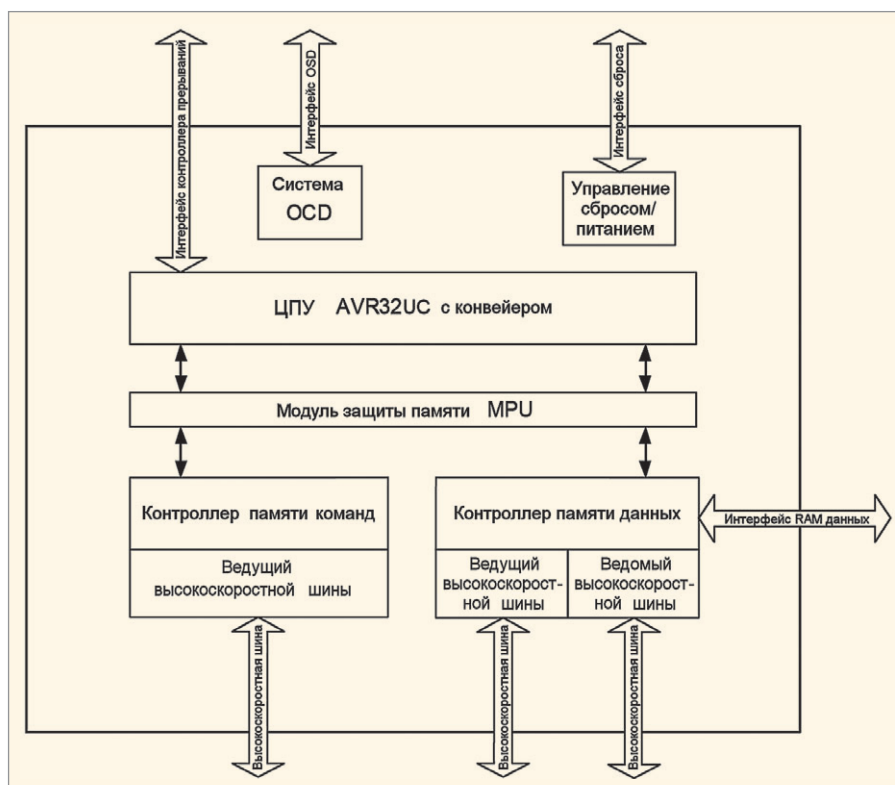 Интерфейс контроллера прерываний
Интерфейс OSD
Интерфейс сброса
Система
OCD
Управление
сбросом/
питанием
ЦПУ AVR32UC с конвейером
Модуль защиты памяти MPU
Контроллер памяти команд
Контроллер памяти данных
Интерфейс RAM данных
Ведущий
высокоскоростной шины
Ведущий
высокоскорост-
ной шины
Ведомый
высокоскорост-
ной шины
Высокоскоростная шина
Высокоскоростная шина
Высокоскоростная шина